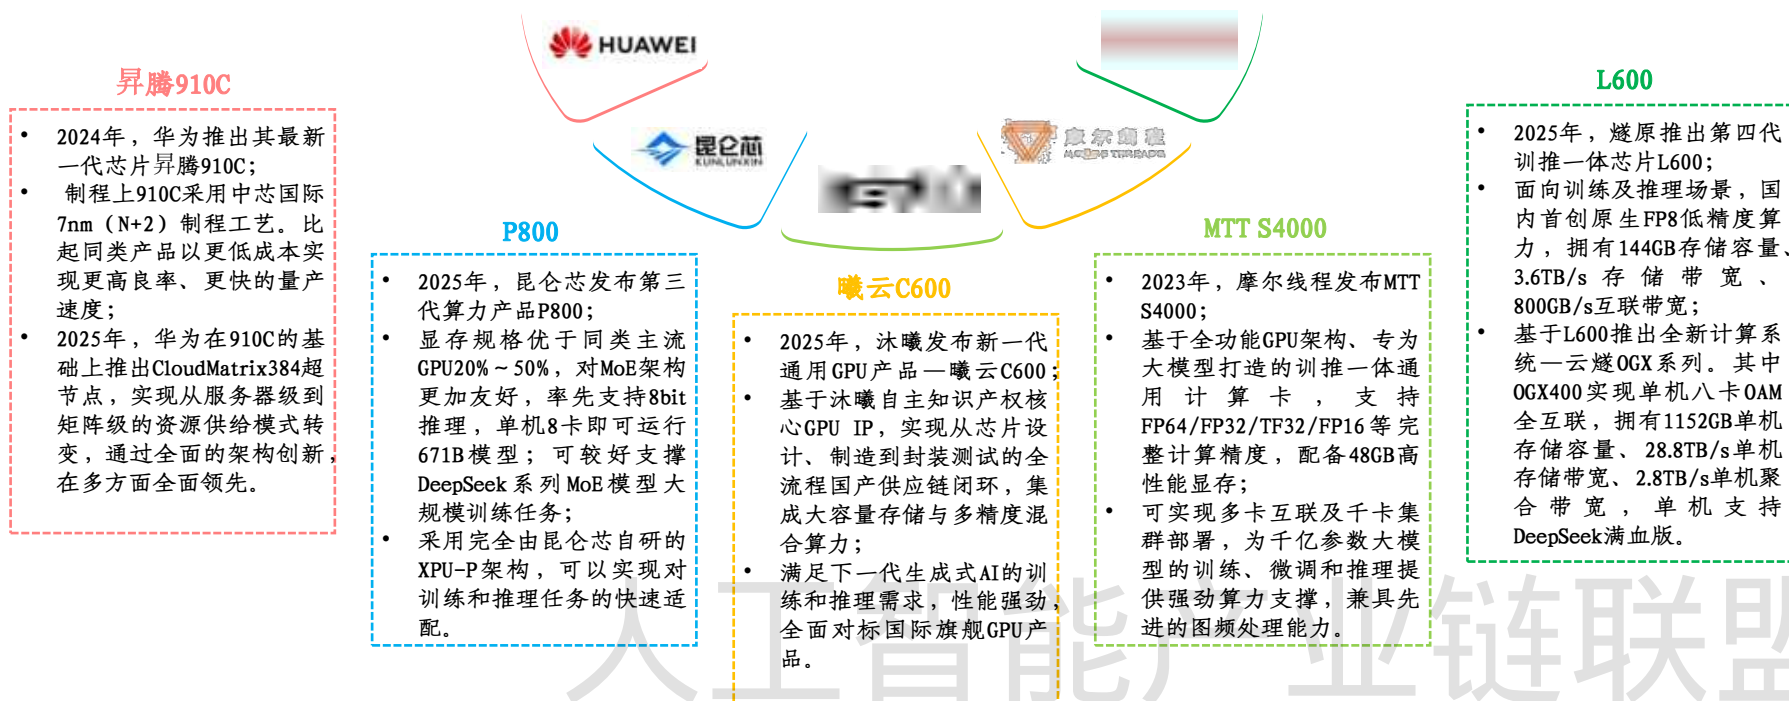 HUAWEI
昆仑芯
KUNLUNXIN
摩尔线程
MOORE THREADS
昇腾910C
• 2024年，华为推出其最新
一代芯片昇腾910C；
• 制程上910C采用中芯国际
7nm（N+2）制程工艺。比
起同类产品以更低成本实
现更高良率、更快的量产
速度；
• 2025年，华为在910C的基
础上推出CloudMatrix384超
节点，实现从服务器级到
矩阵级的资源供给模式转
变，通过全面的架构创新，
在多方面全面领先。
P800
• 2025年，昆仑芯发布第三
代算力产品P800；
• 显存规格优于同类主流
GPU20%~50%，对MoE架构
更加友好，率先支持8bit
推理，单机8卡即可运行
671B模型；可较好支撑
DeepSeek系列MoE模型大
规模训练任务；
• 采用完全由昆仑芯自研的
XPU-P架构，可以实现对
训练和推理任务的快速适
配。
曦云C600
• 2025年，沐曦发布新一代
通用GPU产品—曦云C600；
• 基于沐曦自主知识产权核
心GPU IP，实现从芯片设
计、制造到封装测试的全
流程国产供应链闭环，集
成大容量存储与多精度混
合算力；
• 满足下一代生成式AI的训
练和推理需求，性能强劲，
全面对标国际旗舰GPU产
品。
MTT S4000
• 2023年，摩尔线程发布MTT
S4000；
• 基于全功能GPU架构、专为
大模型打造的训推一体通
用计算卡，支持
FP64/FP32/TF32/FP16等完
整计算精度，配备48GB高
性能显存；
• 可实现多卡互联及千卡集
群部署，为千亿参数大模
型的训练、微调和推理提
供强劲算力支撑，兼具先
进的图频处理能力。
L600
• 2025年，燧原推出第四代
训推一体芯片L600；
• 面向训练及推理场景，国
内首创原生FP8低精度算
力，拥有144GB存储容量、
3.6TB/s存储带宽、
800GB/s互联带宽；
• 基于L600推出全新计算系
统—云燧OGX系列。其中
OGX400实现单机八卡OAM
全互联，拥有1152GB单机
存储容量、28.8TB/s单机
存储带宽、2.8TB/s单机聚
合带宽，单机支持
DeepSeek满血版。
人工智能产业链联盟